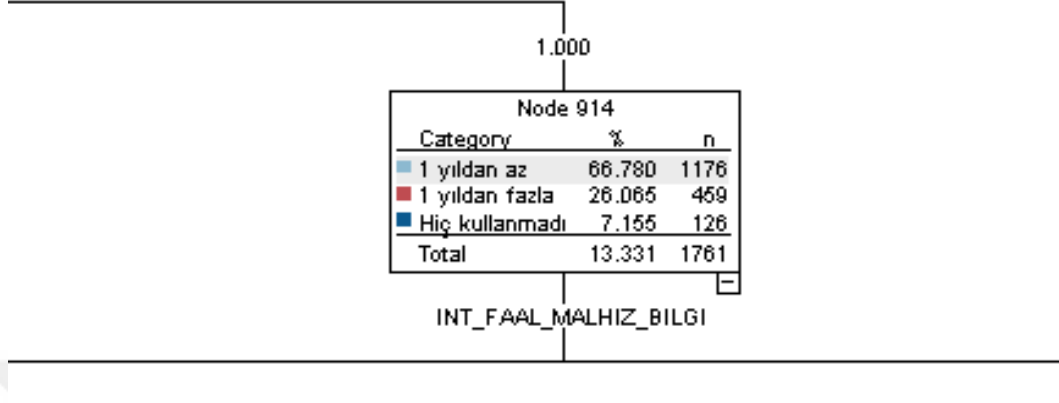 1.000
Node 914
Category % n
1 yıldan az 66.780 1176
1 yıldan fazla 26.065 459
Hiç kullanmadı 7.155 126
Total 13.331 1761
INT_FAAL_MALHIZ_BILGI